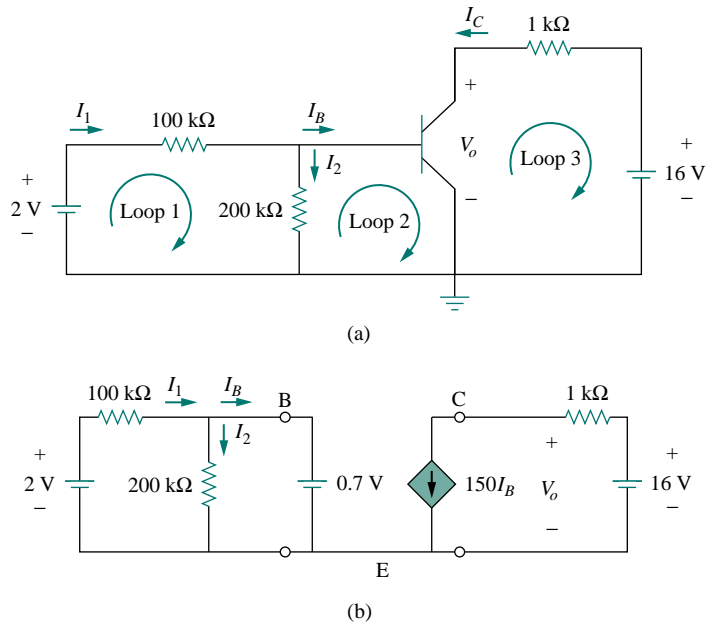 I_C
1 kΩ
I_1
100 kΩ
I_B
+
V_o
−
I_2
Loop 3
+
16 V
−
+
2 V
−
Loop 1
200 kΩ
Loop 2
(a)
100 kΩ
I_1
I_B
B
C
1 kΩ
I_2
+
2 V
−
200 kΩ
0.7 V
150I_B
+
V_o
−
+
16 V
−
E
(b)